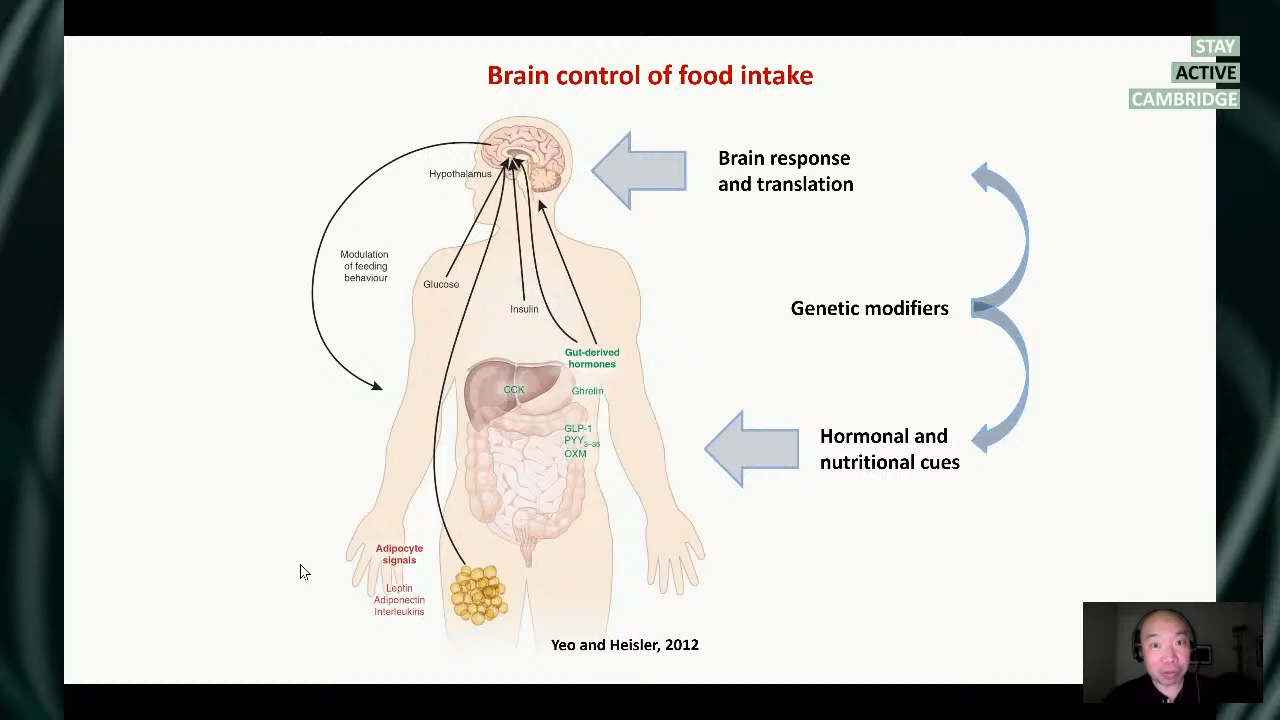 Brain control of food intake
STAY
ACTIVE
CAMBRIDGE
Hypothalamus
Brain response
and translation
Modulation
of feeding
behaviour
Glucose
Insulin
Genetic modifiers
Gut-derived
hormones
CCK
Ghrelin
GLP-1
PYY3–36
OXM
Hormonal and
nutritional cues
Adipocyte
signals
Leptin
Adiponectin
Interleukins
Yeo and Heisler, 2012